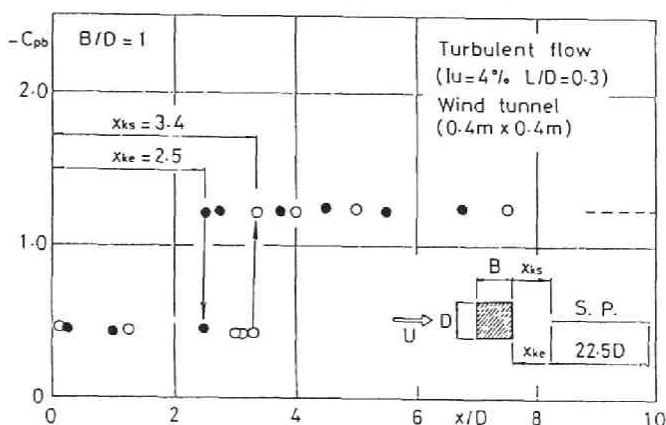 -Cpb
B/D = 1
Turbulent flow
(Iu=4% L/D=0.3)
Wind tunnel
(0.4m x 0.4m)
2.0
xks = 3.4
xke = 2.5
1.0
B xks
D
U
S. P.
xke 22.5D
0
0 2 4 6 x/D 8 10